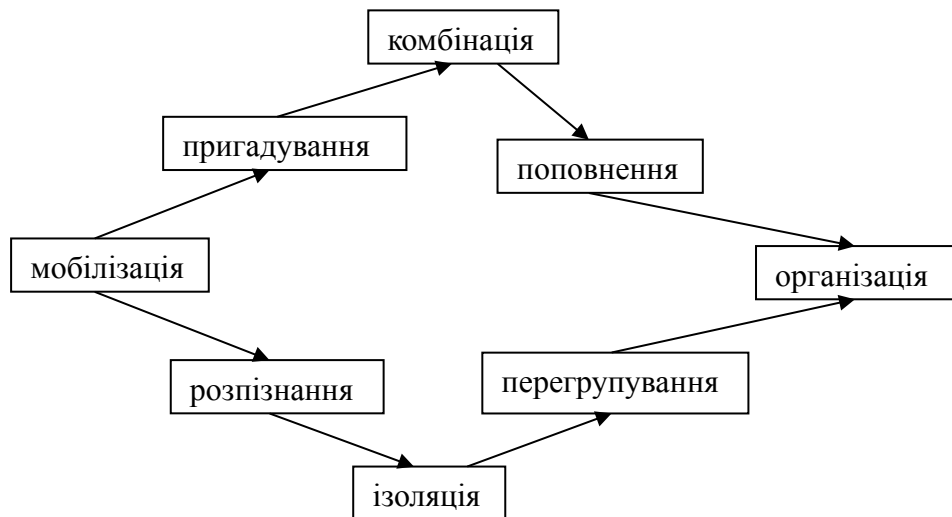 комбінація
пригадування
поповнення
мобілізація
організація
розпізнання
перегрупування
ізоляція